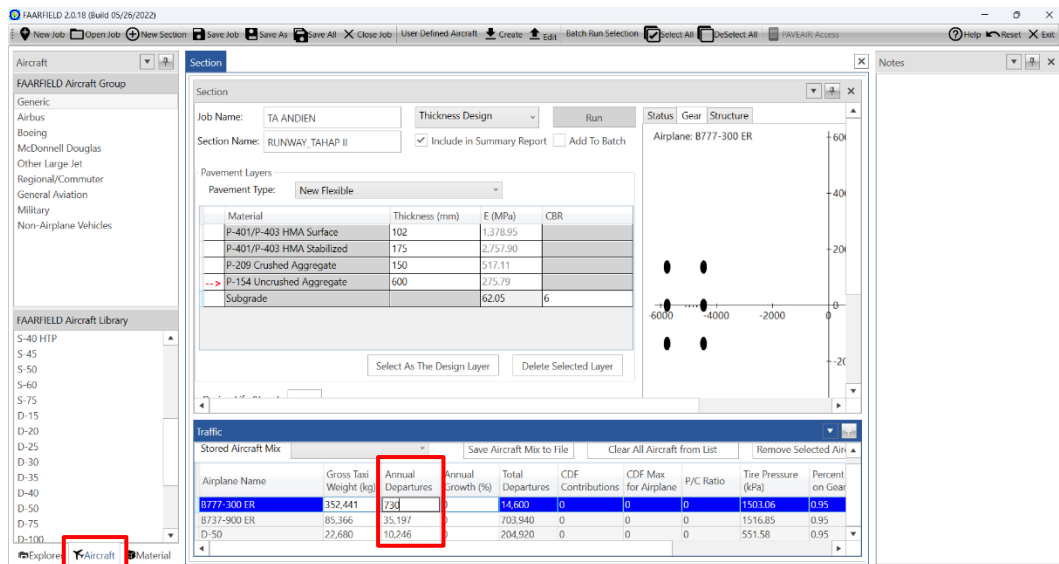 FAARFIELD 2.0.18 (Build 05/26/2022)
New Job Open Job New Section Save Job Save As Save All Close Job User Defined Aircraft Create Edit Batch Run Selection Select All DeSelect All PAVEAIR Access Help Reset Exit
Aircraft
FAARFIELD Aircraft Group
Generic
Airbus
Boeing
McDonnell Douglas
Other Large Jet
Regional/Commuter
General Aviation
Military
Non-Airplane Vehicles
FAARFIELD Aircraft Library
S-40 HTP
S-45
S-50
S-60
S-75
D-15
D-20
D-25
D-30
D-35
D-40
D-50
D-75
D-100
Explorer Aircraft Material
Section
Section
Job Name: TA ANDIEN Thickness Design Run
Section Name: RUNWAY_TAHAP II Include in Summary Report Add To Batch
Pavement Layers
Pavement Type: New Flexible
Material Thickness (mm) E (MPa) CBR
P-401/P-403 HMA Surface 102 1,378.95
P-401/P-403 HMA Stabilized 175 2,757.90
P-209 Crushed Aggregate 150 517.11
--> P-154 Uncrushed Aggregate 600 275.79
Subgrade 62.05 6
Select As The Design Layer Delete Selected Layer
Status Gear Structure
Airplane: B777-300 ER
600
400
200
0
-6000 -4000 -2000 0
-20
Traffic
Stored Aircraft Mix Save Aircraft Mix to File Clear All Aircraft from List Remove Selected Air
Airplane Name Gross Taxi Weight (kg) Annual Departures Annual Growth (%) Total Departures CDF Contributions CDF Max for Airplane P/C Ratio Tire Pressure (kPa) Percent on Gear
B777-300 ER 352,441 730 0 14,600 0 0 0 1503.06 0.95
B737-900 ER 85,366 35,197 0 703,940 0 0 0 1516.85 0.95
D-50 22,680 10,246 0 204,920 0 0 0 551.58 0.95
Notes